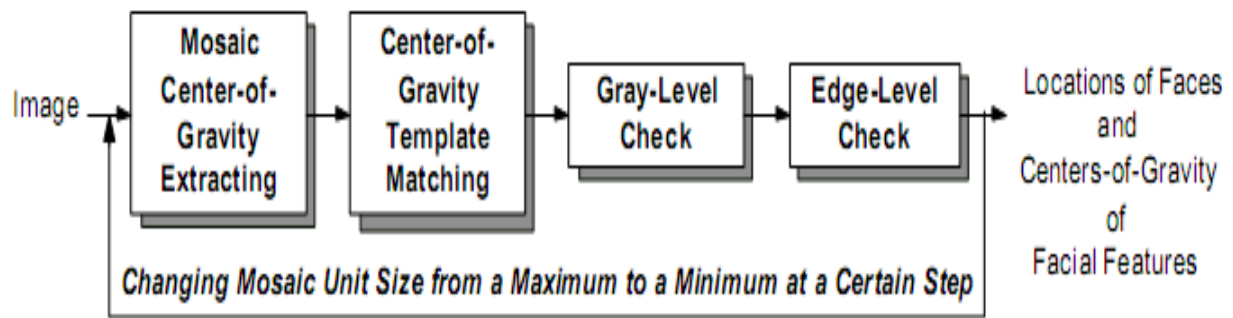 Image
Mosaic
Center-of-
Gravity
Extracting
Center-of-
Gravity
Template
Matching
Gray-Level
Check
Edge-Level
Check
Locations of Faces
and
Centers-of-Gravity
of
Facial Features
Changing Mosaic Unit Size from a Maximum to a Minimum at a Certain Step